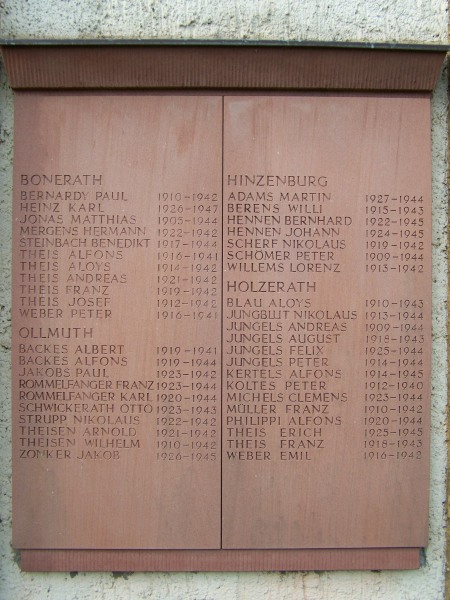 BONERATH
BERNARDY PAUL 1910–1942
HEINZ KARL 1926–1947
JONAS MATTHIAS 1905–1944
MERGENS HERMANN 1922–1942
STEINBACH BENEDIKT 1917–1944
THEIS ALFONS 1916–1941
THEIS ALOYS 1914–1942
THEIS ANDREAS 1921–1942
THEIS FRANZ 1919–1942
THEIS JOSEF 1912–1942
WEBER PETER 1916–1941
OLLMUTH
BACKES ALBERT 1919–1941
BACKES ALFONS 1919–1944
JAKOBS PAUL 1923–1942
ROMMELFANGER FRANZ 1923–1944
ROMMELFANGER KARL 1920–1944
SCHWICKERATH OTTO 1923–1943
STRUPP NIKOLAUS 1922–1942
THEISEN ARNOLD 1921–1942
THEISEN WILHELM 1910–1942
ZONKER JAKOB 1926–1945
HINZENBURG
ADAMS MARTIN 1927–1944
BERENS WILLI 1915–1943
HENNEN BERNHARD 1922–1945
HENNEN JOHANN 1924–1945
SCHERF NIKOLAUS 1919–1942
SCHÖMER PETER 1909–1944
WILLEMS LORENZ 1913–1942
HOLZERATH
BLAU ALOYS 1910–1943
JUNGBLUT NIKOLAUS 1913–1944
JUNGELS ANDREAS 1909–1944
JUNGELS AUGUST 1918–1943
JUNGELS FELIX 1925–1944
JUNGELS PETER 1914–1944
KERTELS ALFONS 1914–1945
KOLTES PETER 1912–1940
MICHELS CLEMENS 1923–1944
MÜLLER FRANZ 1910–1942
PHILIPPI ALFONS 1920–1944
THEIS ERICH 1925–1945
THEIS FRANZ 1918–1943
WEBER EMIL 1916–1942